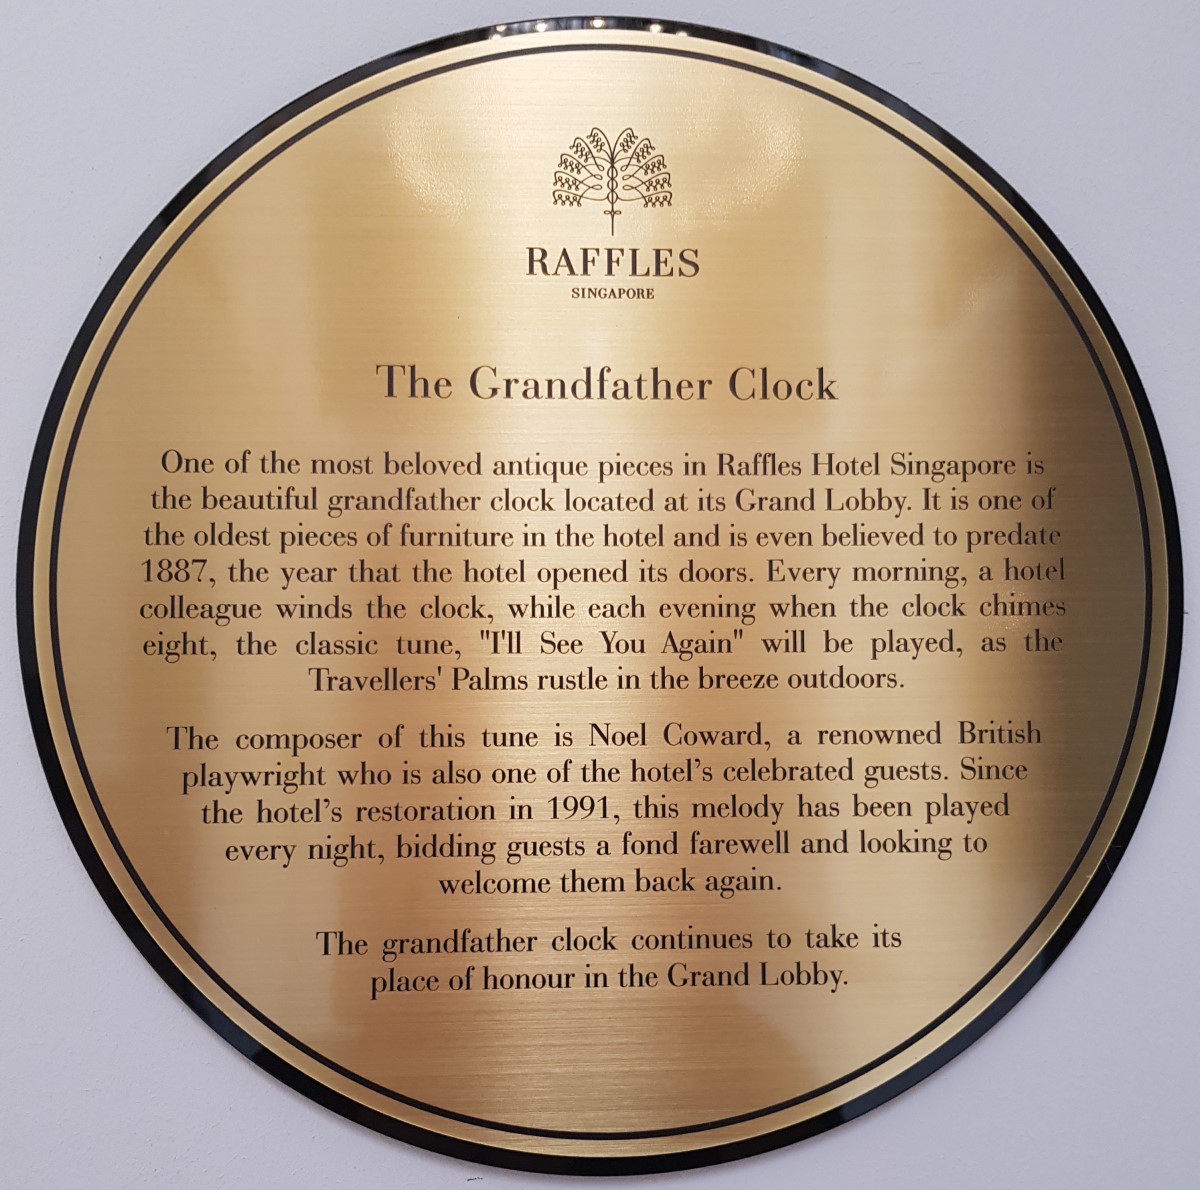 RAFFLES
SINGAPORE
The Grandfather Clock
One of the most beloved antique pieces in Raffles Hotel Singapore is
the beautiful grandfather clock located at its Grand Lobby. It is one of
the oldest pieces of furniture in the hotel and is even believed to predate
1887, the year that the hotel opened its doors. Every morning, a hotel
colleague winds the clock, while each evening when the clock chimes
eight, the classic tune, "I'll See You Again" will be played, as the
Travellers' Palms rustle in the breeze outdoors.
The composer of this tune is Noel Coward, a renowned British
playwright who is also one of the hotel’s celebrated guests. Since
the hotel’s restoration in 1991, this melody has been played
every night, bidding guests a fond farewell and looking to
welcome them back again.
The grandfather clock continues to take its
place of honour in the Grand Lobby.